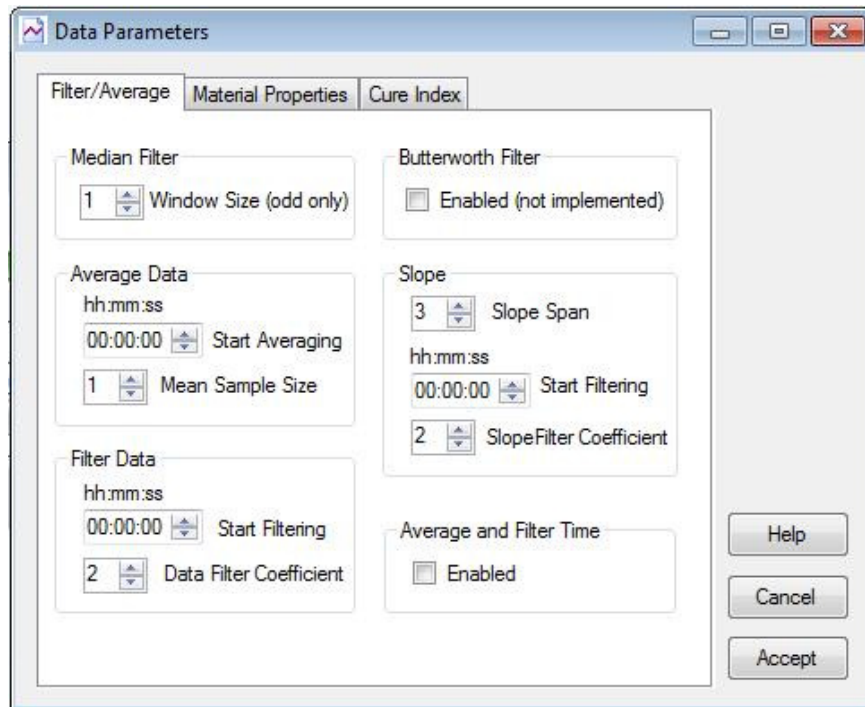 Data Parameters
Filter/Average
Material Properties
Cure Index
Median Filter
1 Window Size (odd only)
Butterworth Filter
Enabled (not implemented)
Average Data
hh:mm:ss
00:00:00 Start Averaging
1 Mean Sample Size
Slope
3 Slope Span
hh:mm:ss
00:00:00 Start Filtering
2 SlopeFilter Coefficient
Filter Data
hh:mm:ss
00:00:00 Start Filtering
2 Data Filter Coefficient
Average and Filter Time
Enabled
Help
Cancel
Accept